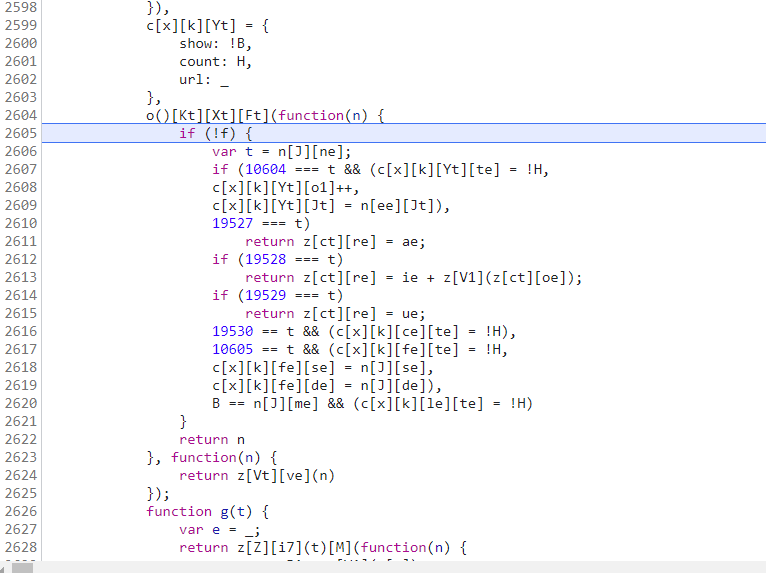 2598 }),
2599 c[x][k][Yt] = {
2600 show: !B,
2601 count: H,
2602 url: _
2603 },
2604 o()[Kt][Xt][Ft](function(n) {
2605 if (!f) {
2606 var t = n[J][ne];
2607 if (10604 === t && (c[x][k][Yt][te] = !H,
2608 c[x][k][Yt][o1]++,
2609 c[x][k][Yt][Jt] = n[ee][Jt]),
2610 19527 === t)
2611 return z[ct][re] = ae;
2612 if (19528 === t)
2613 return z[ct][re] = ie + z[V1](z[ct][oe]);
2614 if (19529 === t)
2615 return z[ct][re] = ue;
2616 19530 == t && (c[x][k][ce][te] = !H),
2617 10605 == t && (c[x][k][fe][te] = !H,
2618 c[x][k][fe][se] = n[J][se],
2619 c[x][k][fe][de] = n[J][de]),
2620 B == n[J][me] && (c[x][k][le][te] = !H)
2621 }
2622 return n
2623 }, function(n) {
2624 return z[Vt][ve](n)
2625 });
2626 function g(t) {
2627 var e = _;
2628 return z[Z][i7](t)[M](function(n) {